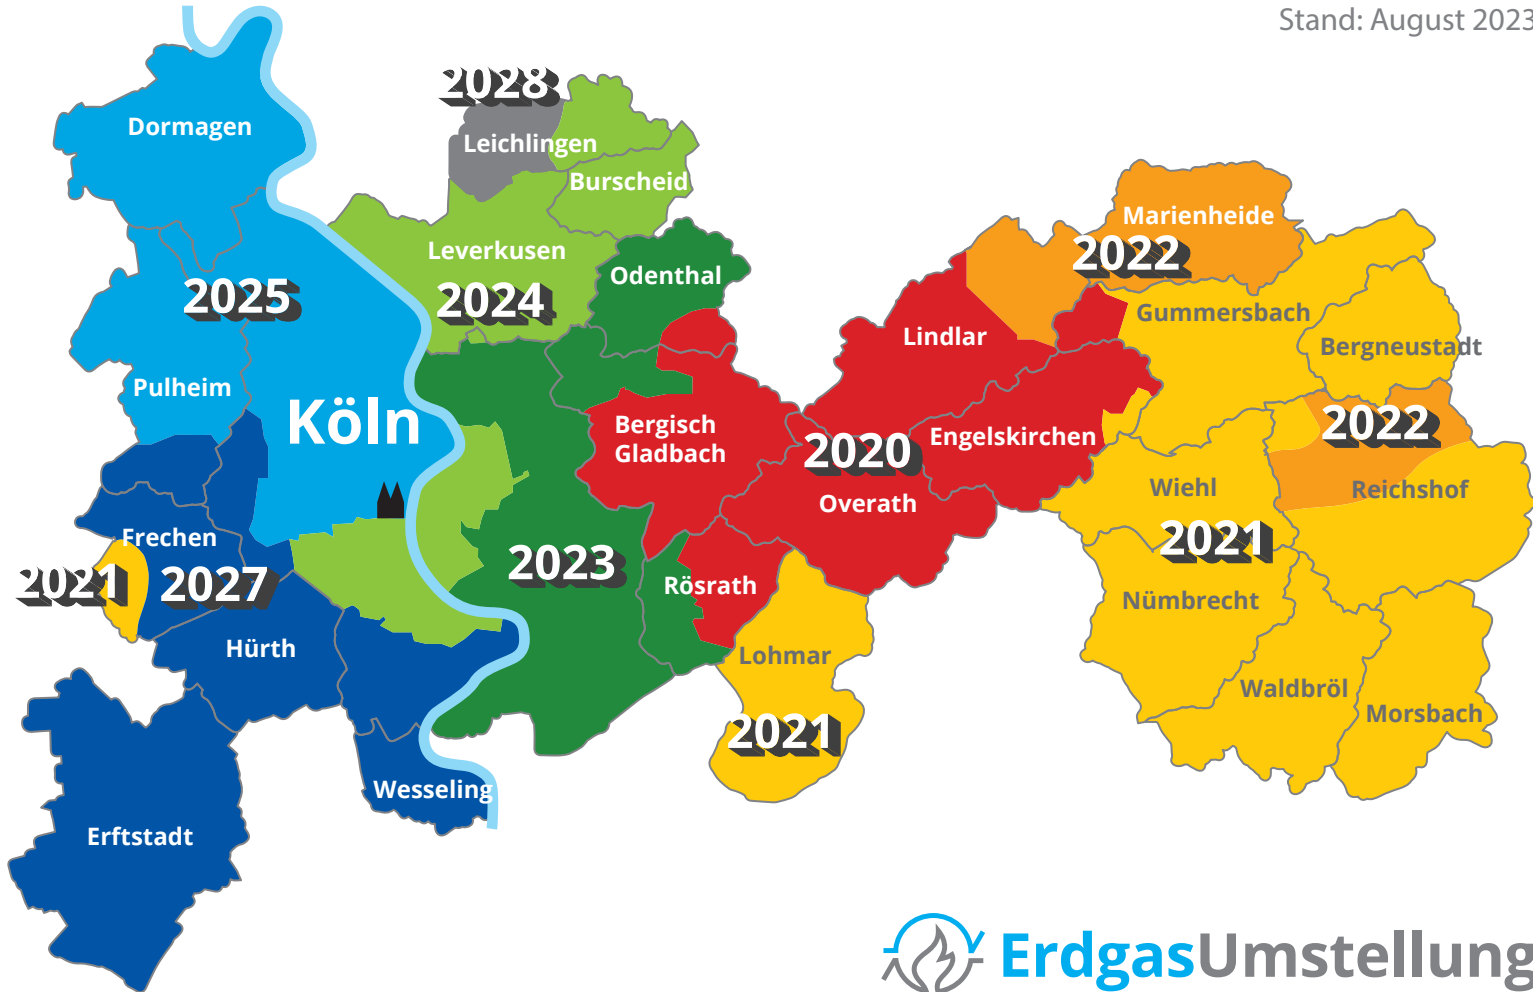 Stand: August 2023
2028
Dormagen
Leichlingen
Burscheid
Marienheide
Leverkusen
2022
Odenthal
2025
2024
Gummersbach
Lindlar
Bergneustadt
Pulheim
Köln
Bergisch
Gladbach
2020
Engelskirchen
2022
Wiehl
Reichshof
Overath
Frechen
2021
2027
2023
2021
Rösrath
Nümbrecht
Hürth
Lohmar
Waldbröl
Morsbach
2021
Wesseling
Erftstadt
ErdgasUmstellung